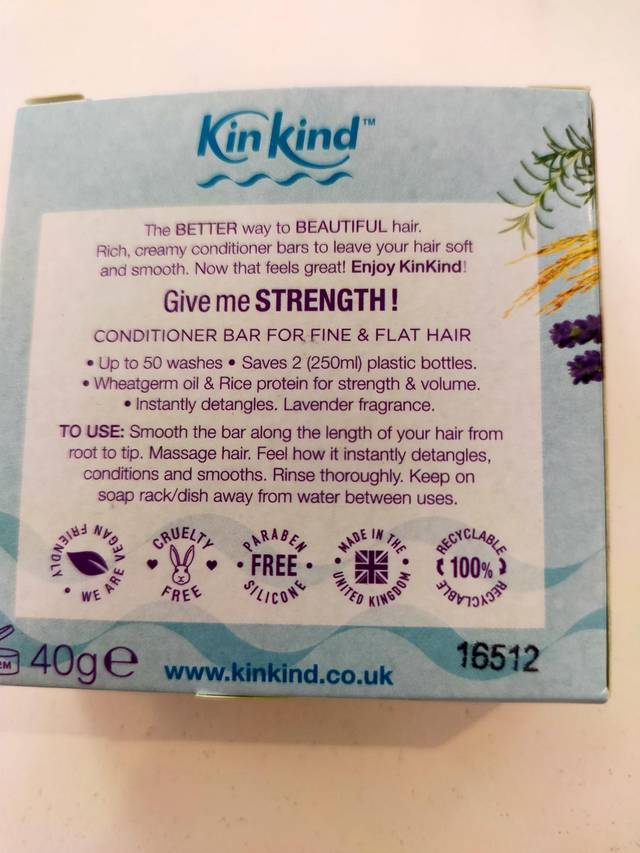 KinKind™
The BETTER way to BEAUTIFUL hair.
Rich, creamy conditioner bars to leave your hair soft
and smooth. Now that feels great! Enjoy KinKind!
Give me STRENGTH!
CONDITIONER BAR FOR FINE & FLAT HAIR
• Up to 50 washes • Saves 2 (250ml) plastic bottles.
• Wheatgerm oil & Rice protein for strength & volume.
• Instantly detangles. Lavender fragrance.
TO USE: Smooth the bar along the length of your hair from
root to tip. Massage hair. Feel how it instantly detangles,
conditions and smooths. Rinse thoroughly. Keep on
soap rack/dish away from water between uses.
WE ARE VEGAN FRIENDLY •
CRUELTY
FREE
PARABEN
• FREE •
SILICONE
• MADE IN THE •
UNITED KINGDOM
RECYCLABLE
100%
RECYCLABLE
40g e
www.kinkind.co.uk
16512